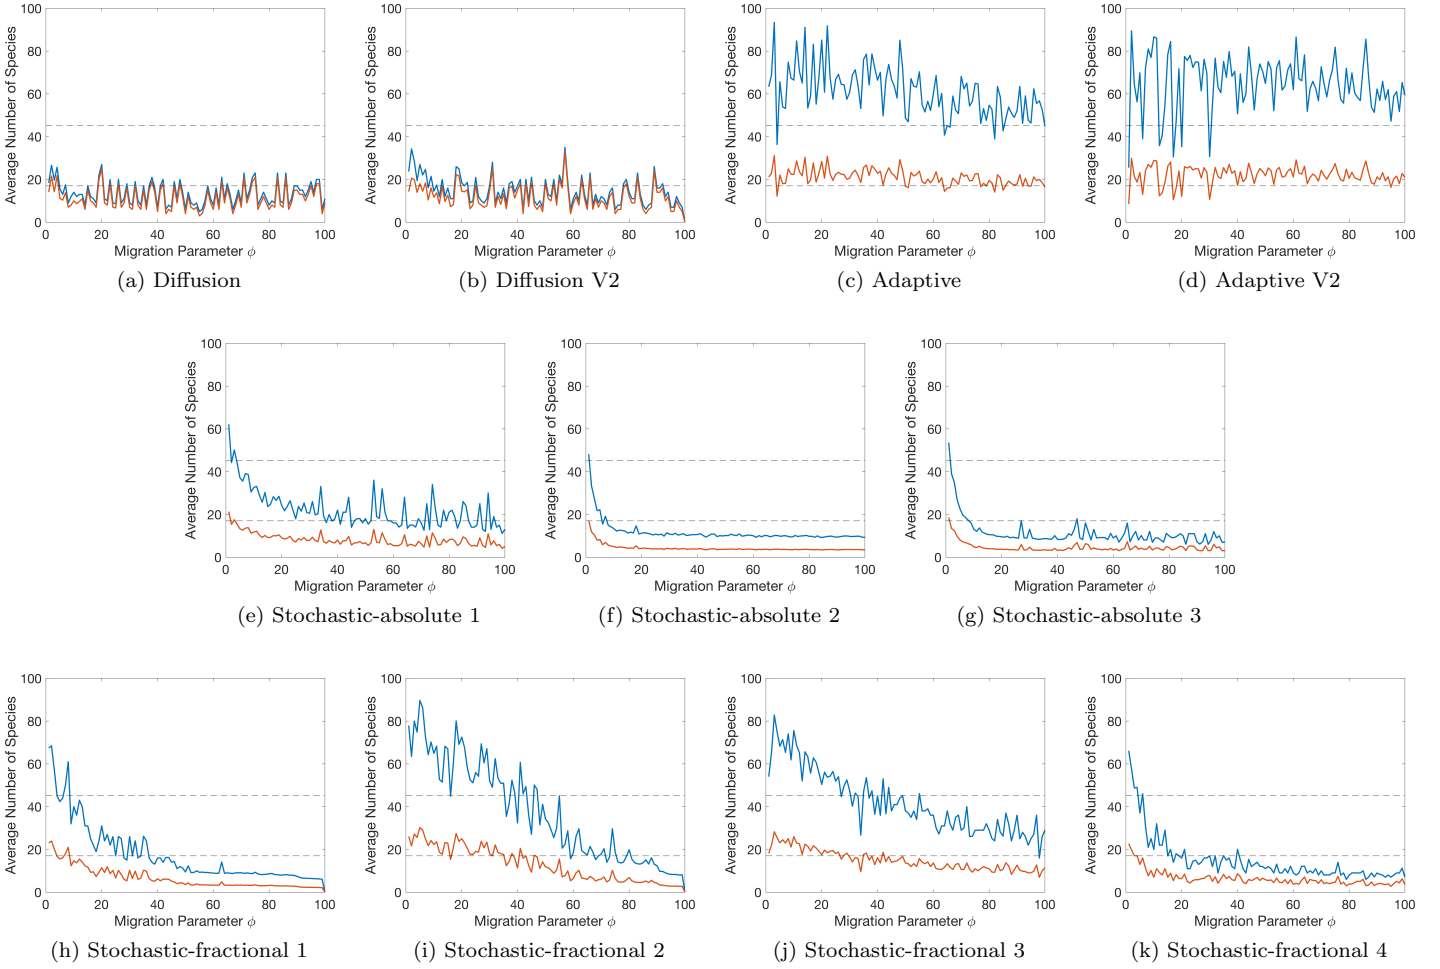 100
80
60
40
20
0
Average Number of Species
0 20 40 60 80 100
Migration Parameter ϕ
(a) Diffusion
100
80
60
40
20
0
Average Number of Species
0 20 40 60 80 100
Migration Parameter ϕ
(b) Diffusion V2
100
80
60
40
20
0
Average Number of Species
0 20 40 60 80 100
Migration Parameter ϕ
(c) Adaptive
100
80
60
40
20
0
Average Number of Species
0 20 40 60 80 100
Migration Parameter ϕ
(d) Adaptive V2
100
80
60
40
20
0
Average Number of Species
0 20 40 60 80 100
Migration Parameter ϕ
(e) Stochastic-absolute 1
100
80
60
40
20
0
Average Number of Species
0 20 40 60 80 100
Migration Parameter ϕ
(f) Stochastic-absolute 2
100
80
60
40
20
0
Average Number of Species
0 20 40 60 80 100
Migration Parameter ϕ
(g) Stochastic-absolute 3
100
80
60
40
20
0
Average Number of Species
0 20 40 60 80 100
Migration Parameter ϕ
(h) Stochastic-fractional 1
100
80
60
40
20
0
Average Number of Species
0 20 40 60 80 100
Migration Parameter ϕ
(i) Stochastic-fractional 2
100
80
60
40
20
0
Average Number of Species
0 20 40 60 80 100
Migration Parameter ϕ
(j) Stochastic-fractional 3
100
80
60
40
20
0
Average Number of Species
0 20 40 60 80 100
Migration Parameter ϕ
(k) Stochastic-fractional 4